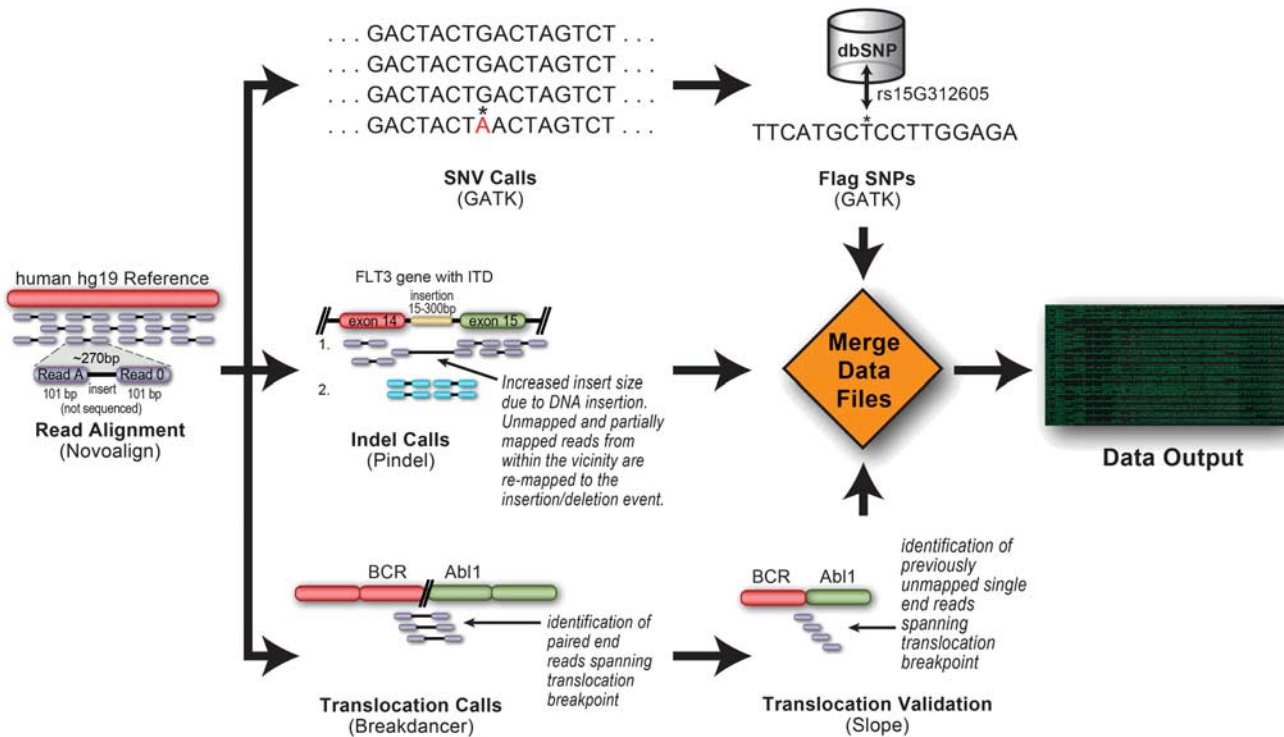 . . . GACTACTGACTAGTCT . . .
. . . GACTACTGACTAGTCT . . .
. . . GACTACTGACTAGTCT . . .
*
. . . GACTACTAACTAGTCT . . .
SNV Calls
(GATK)
dbSNP
rs15G312605
*
TTCATGCTCCTTGGAGA
Flag SNPs
(GATK)
human hg19 Reference
~270bp
Read A
Read 0
101 bp
insert
101 bp
(not sequenced)
Read Alignment
(Novoalign)
FLT3 gene with ITD
insertion
15-300bp
exon 14
exon 15
1.
2.
Increased insert size
due to DNA insertion.
Unmapped and partially
mapped reads from
within the vicinity are
re-mapped to the
insertion/deletion event.
Indel Calls
(Pindel)
Merge
Data
Files
Data Output
BCR
Abl1
identification of
paired end
reads spanning
translocation
breakpoint
Translocation Calls
(Breakdancer)
BCR
Abl1
identification of
previously
unmapped single
end reads
spanning
translocation
breakpoint
Translocation Validation
(Slope)